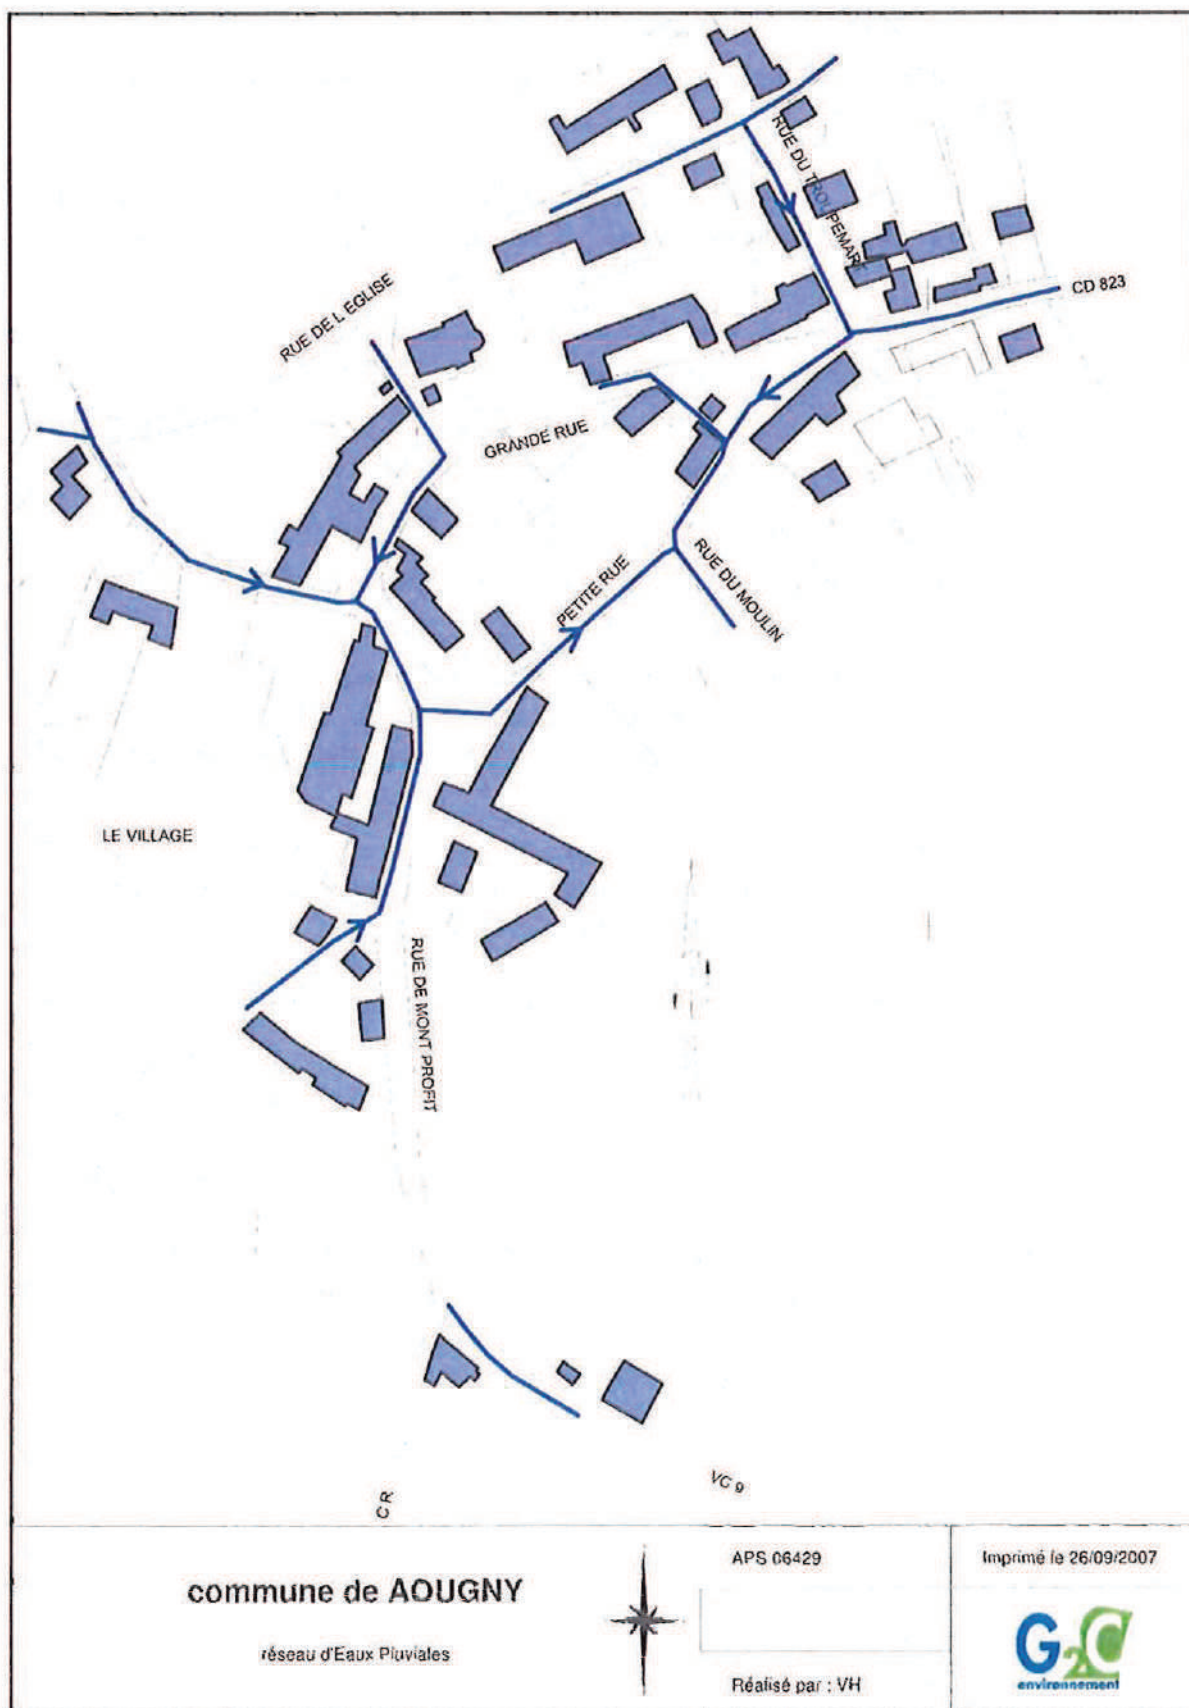 RUE DU TROUPEMART
CD 823
RUE DE L EGLISE
GRANDE RUE
PETITE RUE
RUE DU MOULIN
LE VILLAGE
RUE DE MONT PROFIT
VC 9
C R
commune de AOUGNY
réseau d'Eaux Pluviales
APS 06429
Réalisé par : VH
Imprimé le 26/09/2007
G2C
environnement